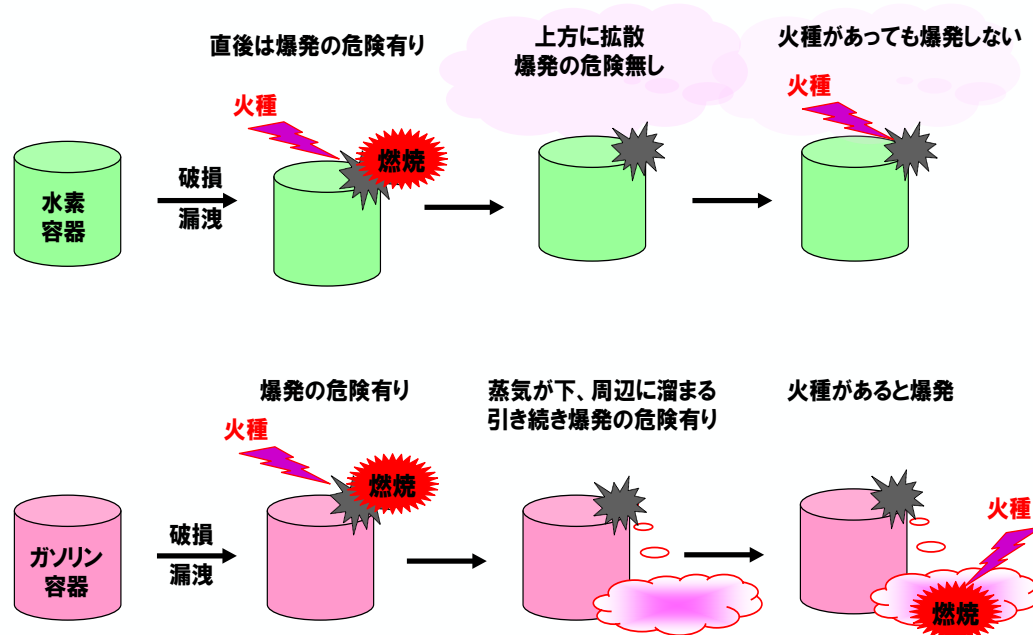 直後は爆発の危険有り
上方に拡散
爆発の危険無し
火種があっても爆発しない
火種
火種
燃焼
水素
容器
破損
漏洩
爆発の危険有り
蒸気が下、周辺に溜まる
引き続き爆発の危険有り
火種があると爆発
火種
燃焼
火種
ガソリン
容器
破損
漏洩
燃焼